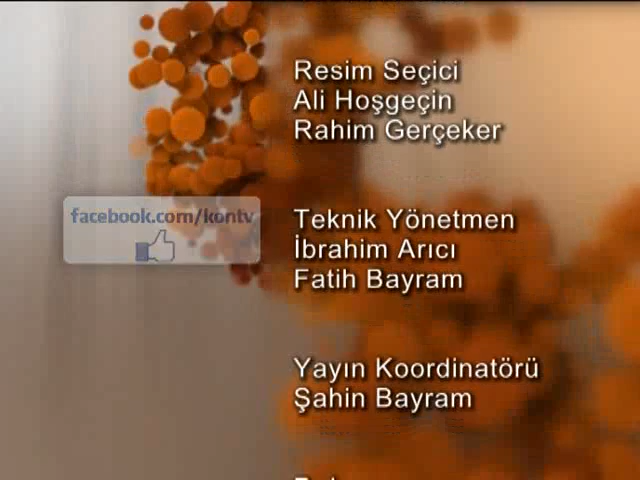 Resim Seçici
Ali Hoşgeçin
Rahim Gerçeker
facebook.com/kontv
Teknik Yönetmen
İbrahim Arıcı
Fatih Bayram
Yayın Koordinatörü
Şahin Bayram